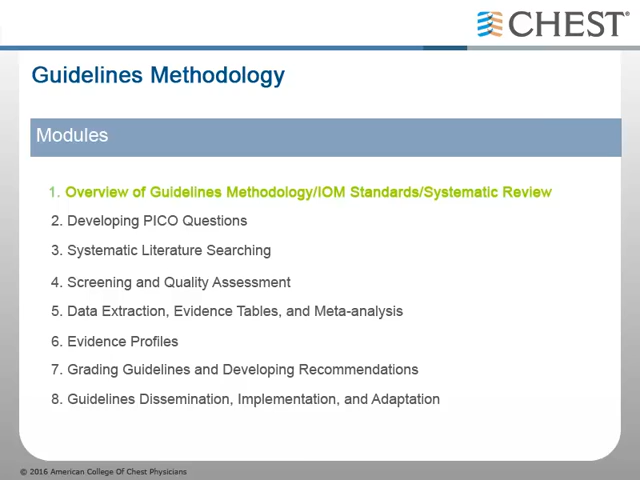 CHEST®
Guidelines Methodology
Modules
1. Overview of Guidelines Methodology/IOM Standards/Systematic Review
2. Developing PICO Questions
3. Systematic Literature Searching
4. Screening and Quality Assessment
5. Data Extraction, Evidence Tables, and Meta-analysis
6. Evidence Profiles
7. Grading Guidelines and Developing Recommendations
8. Guidelines Dissemination, Implementation, and Adaptation
© 2016 American College Of Chest Physicians